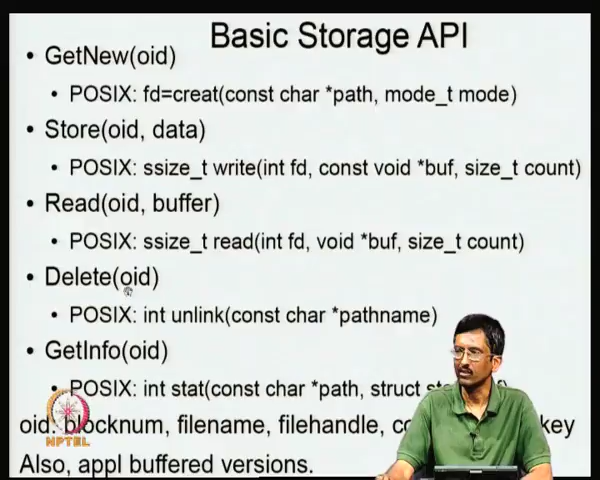 Basic Storage API
• GetNew(oid)
• POSIX: fd=creat(const char *path, mode_t mode)
• Store(oid, data)
• POSIX: ssize_t write(int fd, const void *buf, size_t count)
• Read(oid, buffer)
• POSIX: ssize_t read(int fd, void *buf, size_t count)
• Delete(oid)
• POSIX: int unlink(const char *pathname)
• GetInfo(oid)
• POSIX: int stat(const char *path, struct
oid: blocknum, filename, filehandle, key
NPTEL
Also, appl buffered versions.